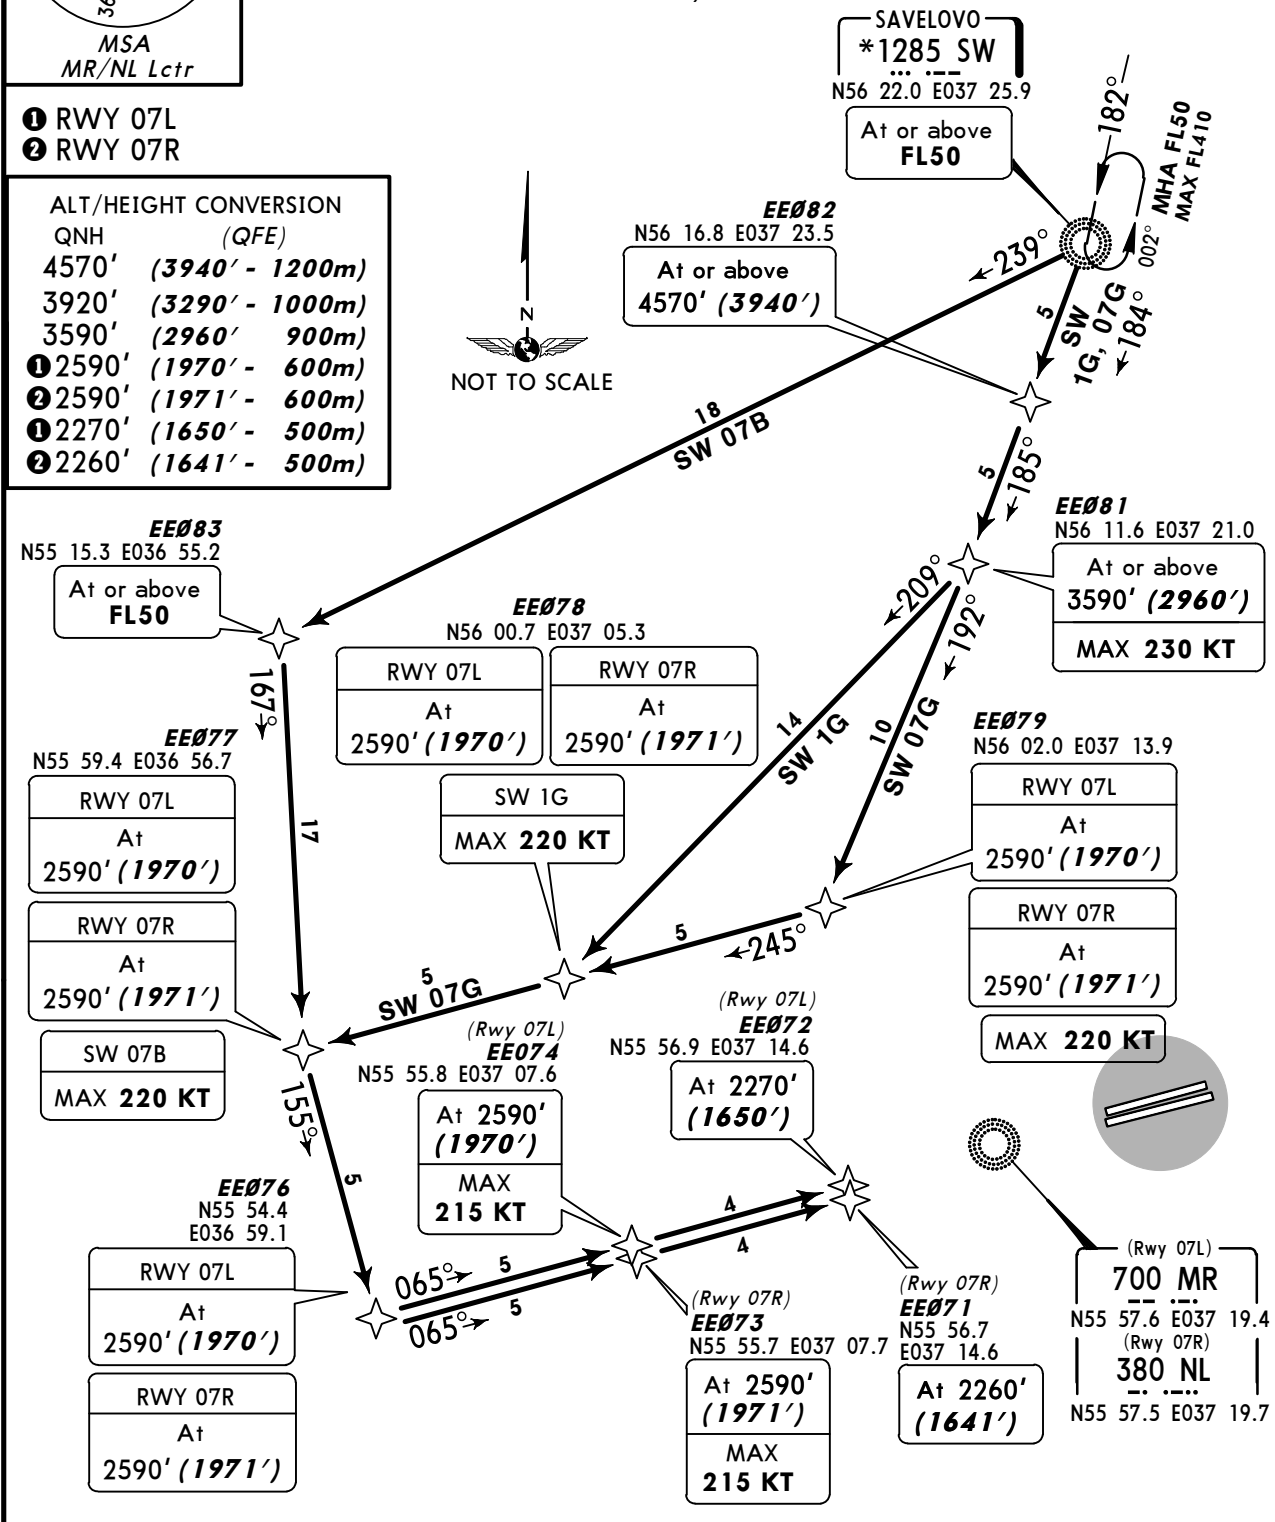 36
MSA
MR/NL Lctr
❶ RWY 07L
❷ RWY 07R
ALT/HEIGHT CONVERSION
QNH (QFE)
4570' (3940' - 1200m)
3920' (3290' - 1000m)
3590' (2960' 900m)
❶ 2590' (1970' - 600m)
❷ 2590' (1971' - 600m)
❶ 2270' (1650' - 500m)
❷ 2260' (1641' - 500m)
N
NOT TO SCALE
SAVELOVO
*1285 SW
N56 22.0 E037 25.9
At or above
FL50
182°
MHA FL50
MAX FL410
002°
EEØ82
N56 16.8 E037 23.5
At or above
4570' (3940')
239°
5
SW
1G, 07G
184°
18
SW 07B
5
185°
EEØ81
N56 11.6 E037 21.0
At or above
3590' (2960')
MAX 230 KT
EEØ83
N55 15.3 E036 55.2
At or above
FL50
209°
192°
EEØ78
N56 00.7 E037 05.3
RWY 07L
At
2590' (1970')
RWY 07R
At
2590' (1971')
SW 1G
MAX 220 KT
167°
17
14
SW 1G
10
SW 07G
EEØ79
N56 02.0 E037 13.9
RWY 07L
At
2590' (1970')
RWY 07R
At
2590' (1971')
MAX 220 KT
EEØ77
N55 59.4 E036 56.7
RWY 07L
At
2590' (1970')
RWY 07R
At
2590' (1971')
SW 07B
MAX 220 KT
5
245°
5
SW 07G
(Rwy 07L)
EE074
N55 55.8 E037 07.6
At 2590'
(1970')
MAX
215 KT
(Rwy 07L)
EEØ72
N55 56.9 E037 14.6
At 2270'
(1650')
155°
5
EEØ76
N55 54.4
E036 59.1
RWY 07L
At
2590' (1970')
RWY 07R
At
2590' (1971')
065°
5
065°
5
4
4
(Rwy 07R)
EEØ73
N55 55.7 E037 07.7
At 2590'
(1971')
MAX
215 KT
(Rwy 07R)
EEØ71
N55 56.7
E037 14.6
At 2260'
(1641')
(Rwy 07L)
700 MR
N55 57.6 E037 19.4
(Rwy 07R)
380 NL
N55 57.5 E037 19.7